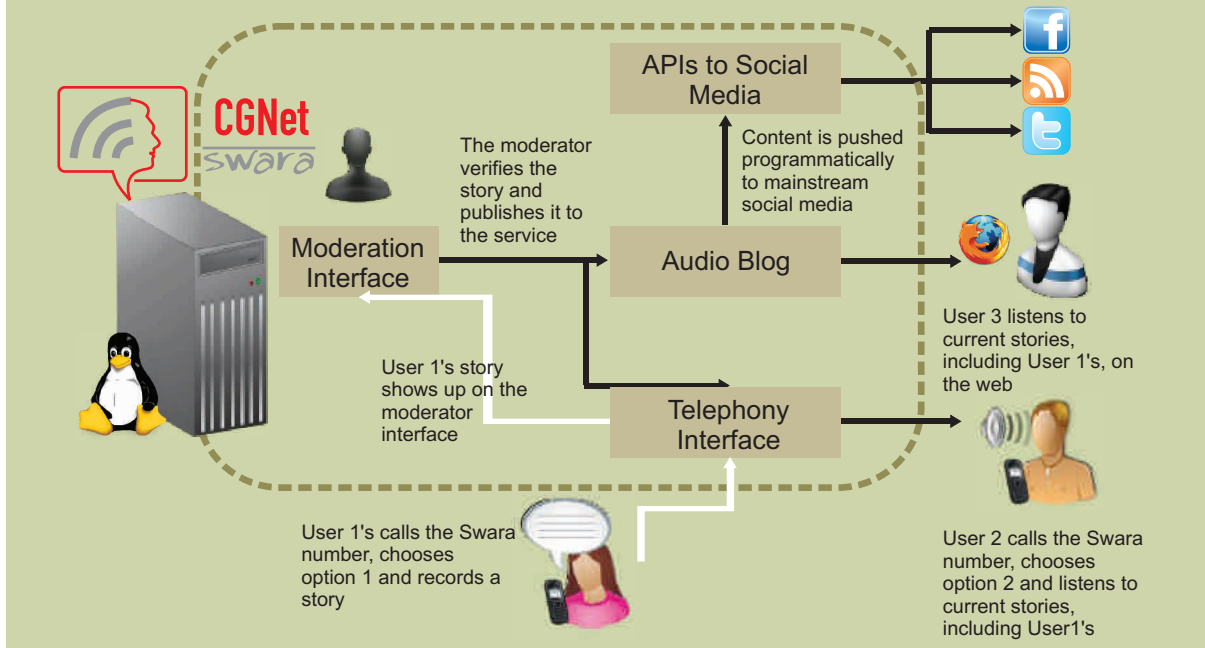 APIs to Social
Media
CGNet
swara
The moderator
verifies the
story and
publishes it to
the service
Content is pushed
programmatically
to mainstream
social media
Moderation
Interface
Audio Blog
User 3 listens to
current stories,
including User 1's, on
the web
User 1's story
shows up on the
moderator
interface
Telephony
Interface
User 1's calls the Swara
number, chooses
option 1 and records a
story
User 2 calls the Swara
number, chooses
option 2 and listens to
current stories,
including User1's